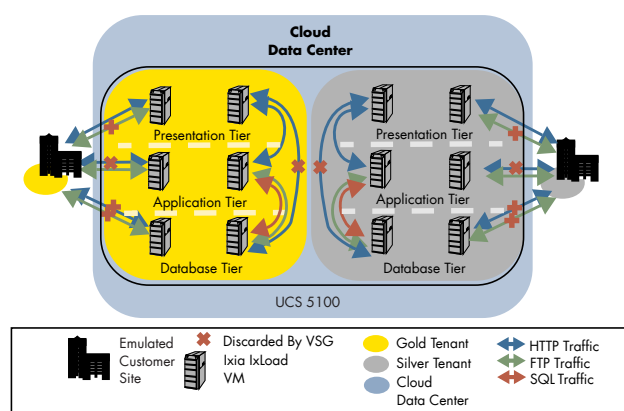 Cloud
Data Center
Presentation Tier
Presentation Tier
Application Tier
Application Tier
Database Tier
Database Tier
UCS 5100
Emulated
Customer
Site
Discarded By VSG
Ixia IxLoad
VM
Gold Tenant
Silver Tenant
Cloud
Data Center
HTTP Traffic
FTP Traffic
SQL Traffic